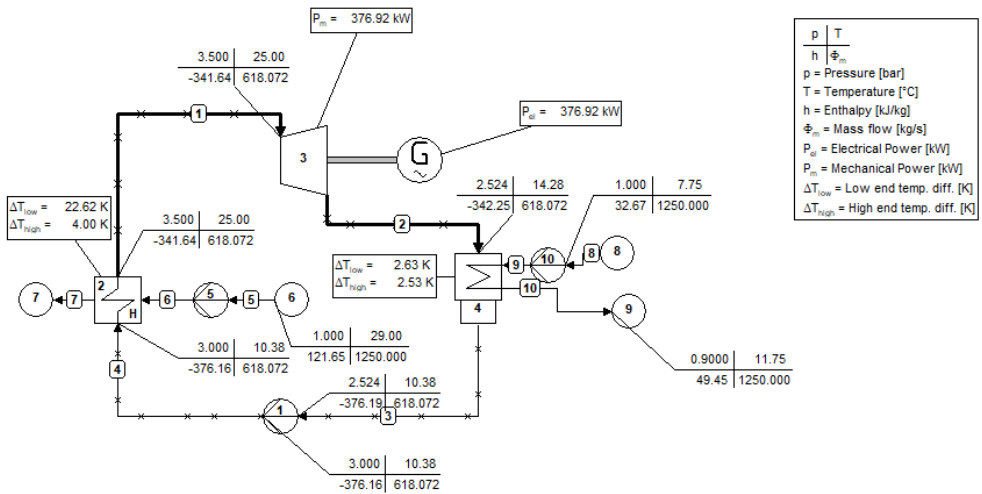 Pm = 376.92 kW
p T
h Φm
p = Pressure [bar]
T = Temperature [°C]
h = Enthalpy [kJ/kg]
Φm = Mass flow [kg/s]
Pel = Electrical Power [kW]
Pm = Mechanical Power [kW]
ΔTlow = Low end temp. diff. [K]
ΔThigh = High end temp. diff. [K]
3.500 25.00
-341.64 618.072
1
3
Pel = 376.92 kW
G
~
ΔTlow = 22.62 K
ΔThigh = 4.00 K
3.500 25.00
-341.64 618.072
2.524 14.28
-342.25 618.072
1.000 7.75
32.67 1250.000
2
ΔTlow = 2.63 K
ΔThigh = 2.53 K
9 10 8 8
10
4
9
7 7 2 H 6 5 5 6
1.000 29.00
121.65 1250.000
3.000 10.38
-376.16 618.072
0.9000 11.75
49.45 1250.000
4
2.524 10.38
-376.19 618.072
1 3
3.000 10.38
-376.16 618.072